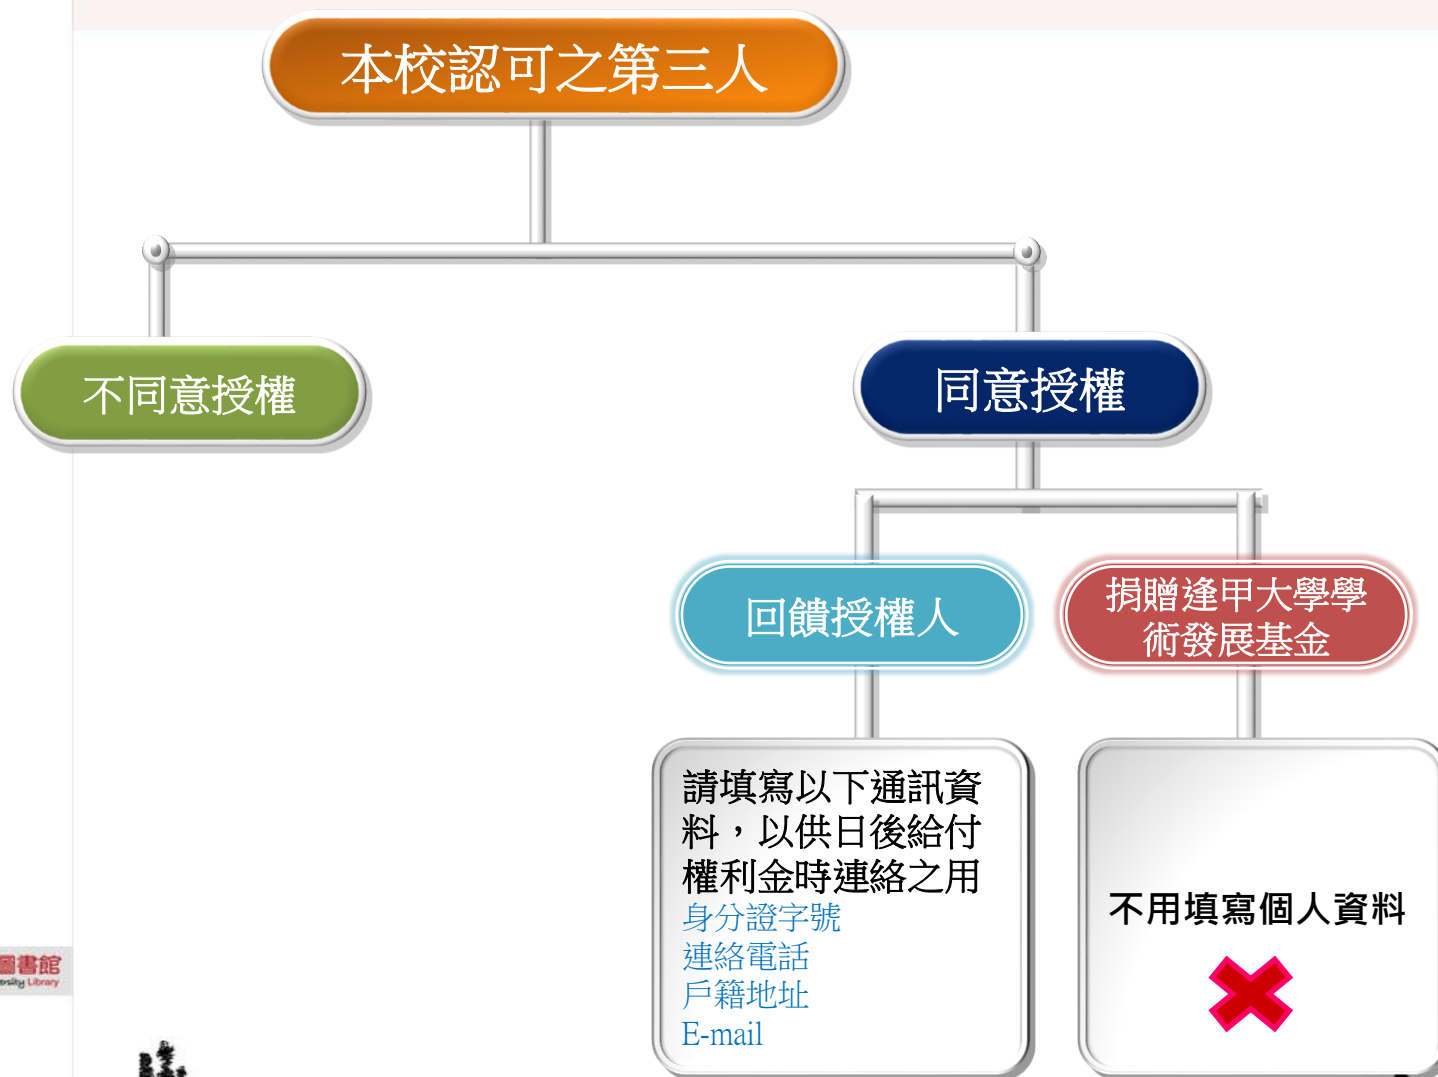 本校認可之第三人
不同意授權
同意授權
回饋授權人
捐贈逢甲大學學
術發展基金
請填寫以下通訊資
料，以供日後給付
權利金時連絡之用
身分證字號
連絡電話
戶籍地址
E-mail
不用填寫個人資料
圖書館
Library